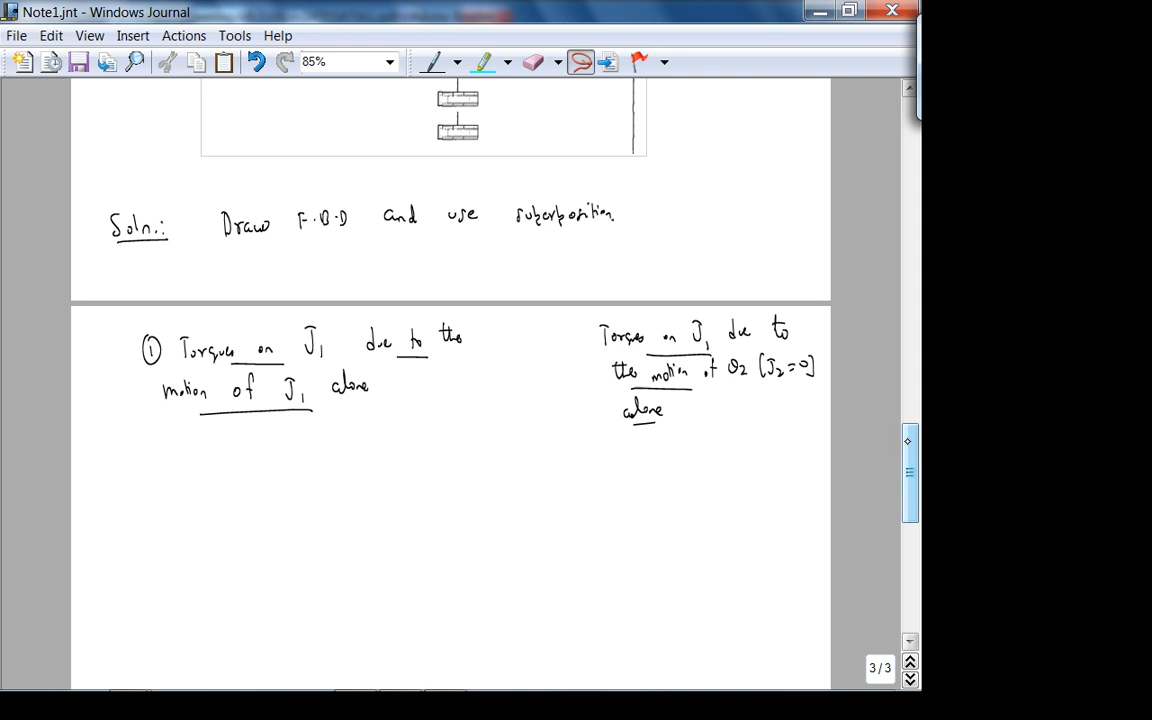 Note1.jnt - Windows Journal
File Edit View Insert Actions Tools Help
85%
Soln.: Draw F.B.D and use superposition.
① Torques on J1 due to the
motion of J1 alone
Torques on J1 due to
the motion of θ2 [J2=0]
alone
3 / 3